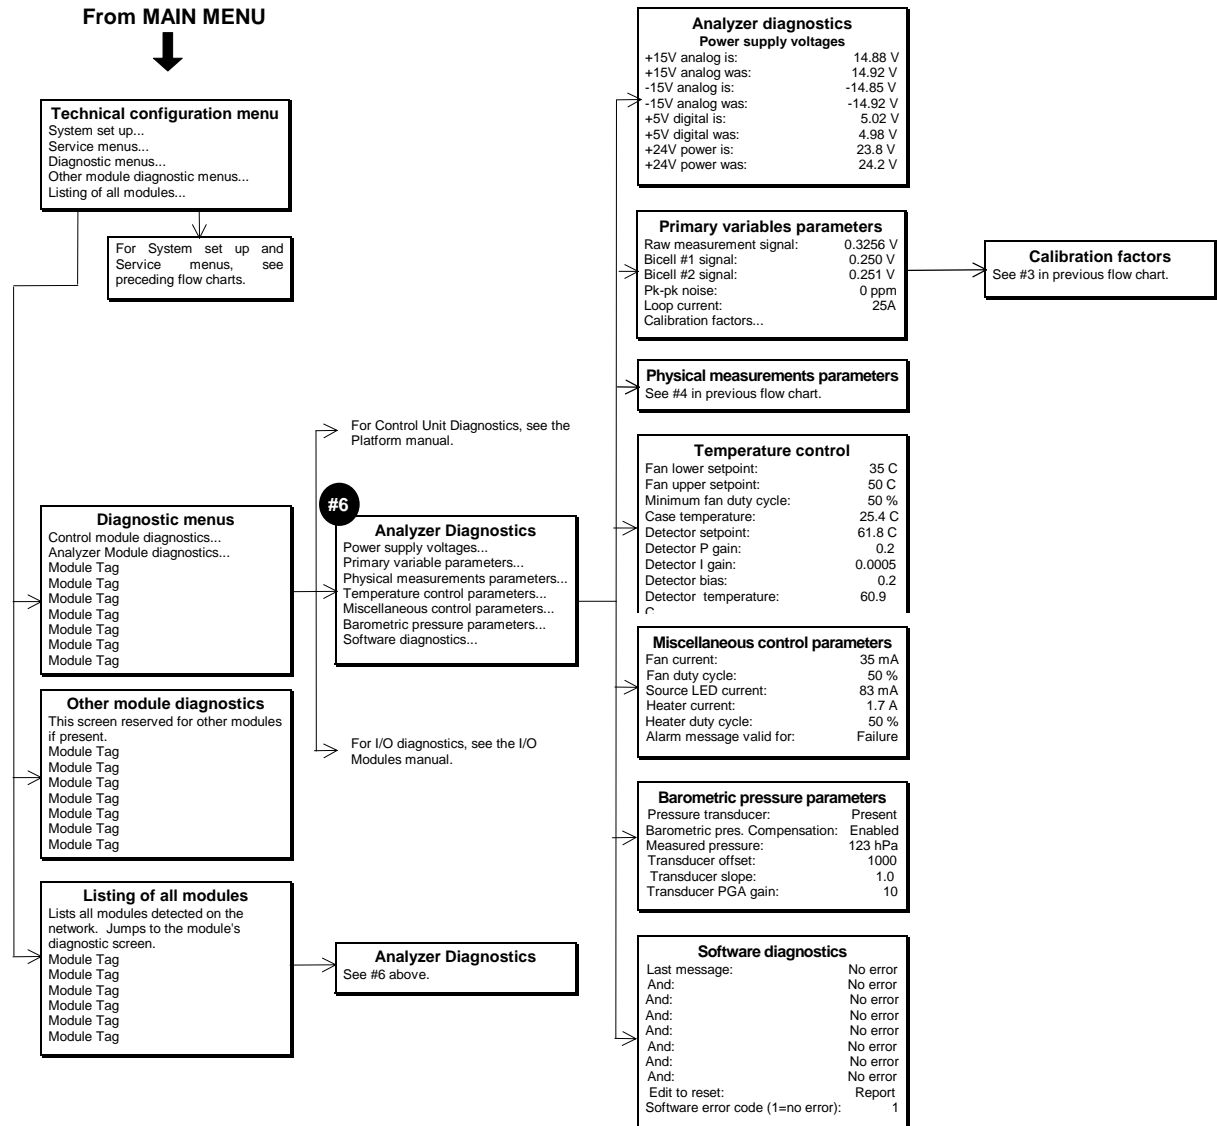 From MAIN MENU
Technical configuration menu
System set up...
Service menus...
Diagnostic menus...
Other module diagnostic menus...
Listing of all modules...
For System set up and
Service menus, see
preceding flow charts.
Diagnostic menus
Control module diagnostics...
Analyzer Module diagnostics...
Module Tag
Module Tag
Module Tag
Module Tag
Module Tag
Module Tag
Module Tag
Other module diagnostics
This screen reserved for other modules
if present.
Module Tag
Module Tag
Module Tag
Module Tag
Module Tag
Module Tag
Module Tag
Listing of all modules
Lists all modules detected on the
network. Jumps to the module's
diagnostic screen.
Module Tag
Module Tag
Module Tag
Module Tag
Module Tag
Module Tag
For Control Unit Diagnostics, see the
Platform manual.
#6
Analyzer Diagnostics
Power supply voltages...
Primary variable parameters...
Physical measurements parameters...
Temperature control parameters...
Miscellaneous control parameters...
Barometric pressure parameters...
Software diagnostics...
For I/O diagnostics, see the I/O
Modules manual.
Analyzer Diagnostics
See #6 above.
Analyzer diagnostics
Power supply voltages
+15V analog is: 14.88 V
+15V analog was: 14.92 V
-15V analog is: -14.85 V
-15V analog was: -14.92 V
+5V digital is: 5.02 V
+5V digital was: 4.98 V
+24V power is: 23.8 V
+24V power was: 24.2 V
Primary variables parameters
Raw measurement signal: 0.3256 V
Bicell #1 signal: 0.250 V
Bicell #2 signal: 0.251 V
Pk-pk noise: 0 ppm
Loop current: 25A
Calibration factors...
Calibration factors
See #3 in previous flow chart.
Physical measurements parameters
See #4 in previous flow chart.
Temperature control
Fan lower setpoint: 35 C
Fan upper setpoint: 50 C
Minimum fan duty cycle: 50 %
Case temperature: 25.4 C
Detector setpoint: 61.8 C
Detector P gain: 0.2
Detector I gain: 0.0005
Detector bias: 0.2
Detector temperature: 60.9
C
Miscellaneous control parameters
Fan current: 35 mA
Fan duty cycle: 50 %
Source LED current: 83 mA
Heater current: 1.7 A
Heater duty cycle: 50 %
Alarm message valid for: Failure
Barometric pressure parameters
Pressure transducer: Present
Barometric pres. Compensation: Enabled
Measured pressure: 123 hPa
Transducer offset: 1000
Transducer slope: 1.0
Transducer PGA gain: 10
Software diagnostics
Last message: No error
And: No error
And: No error
And: No error
And: No error
And: No error
And: No error
And: No error
Edit to reset: Report
Software error code (1=no error): 1